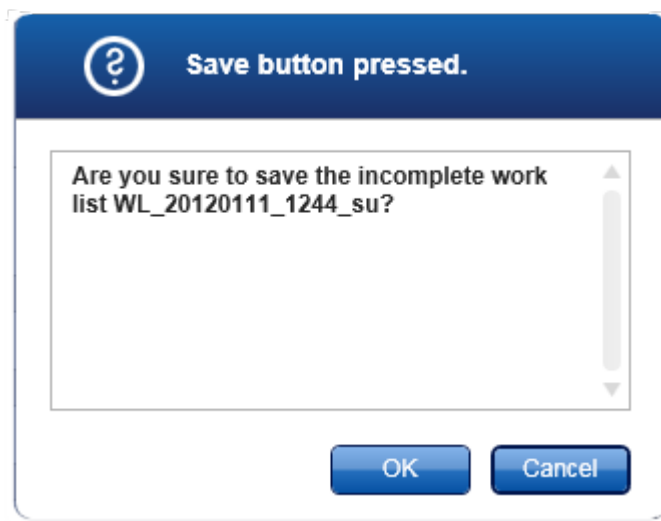 Save button pressed.
Are you sure to save the incomplete work
list WL_20120111_1244_su?
OK
Cancel